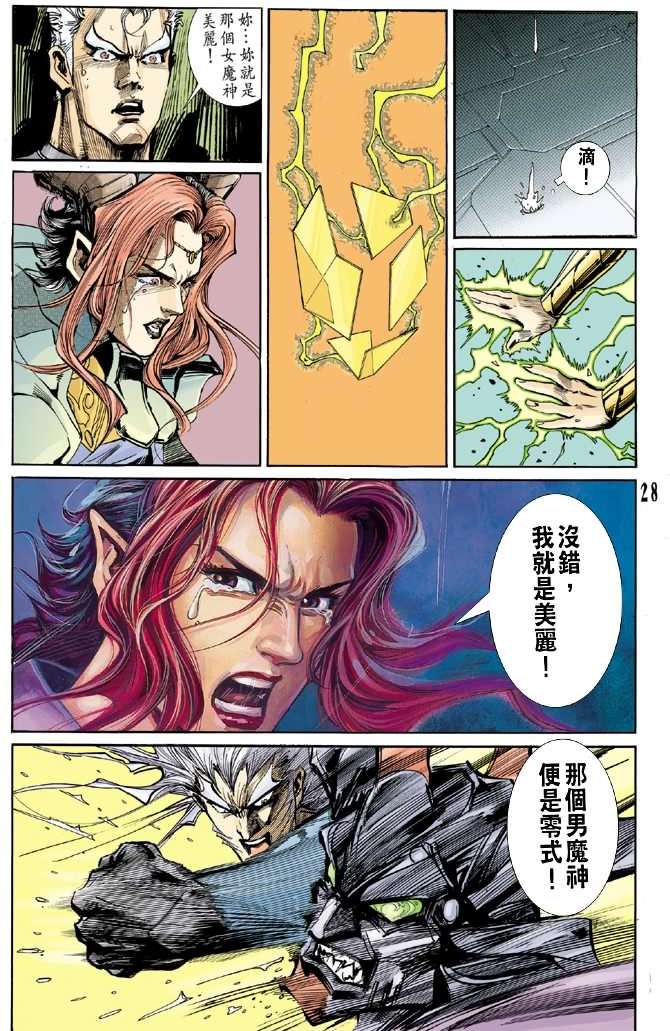 妳…妳就是
那個女魔神
美麗！
滴！
28
沒錯，
我就是美麗！
那個男魔神
便是零式！